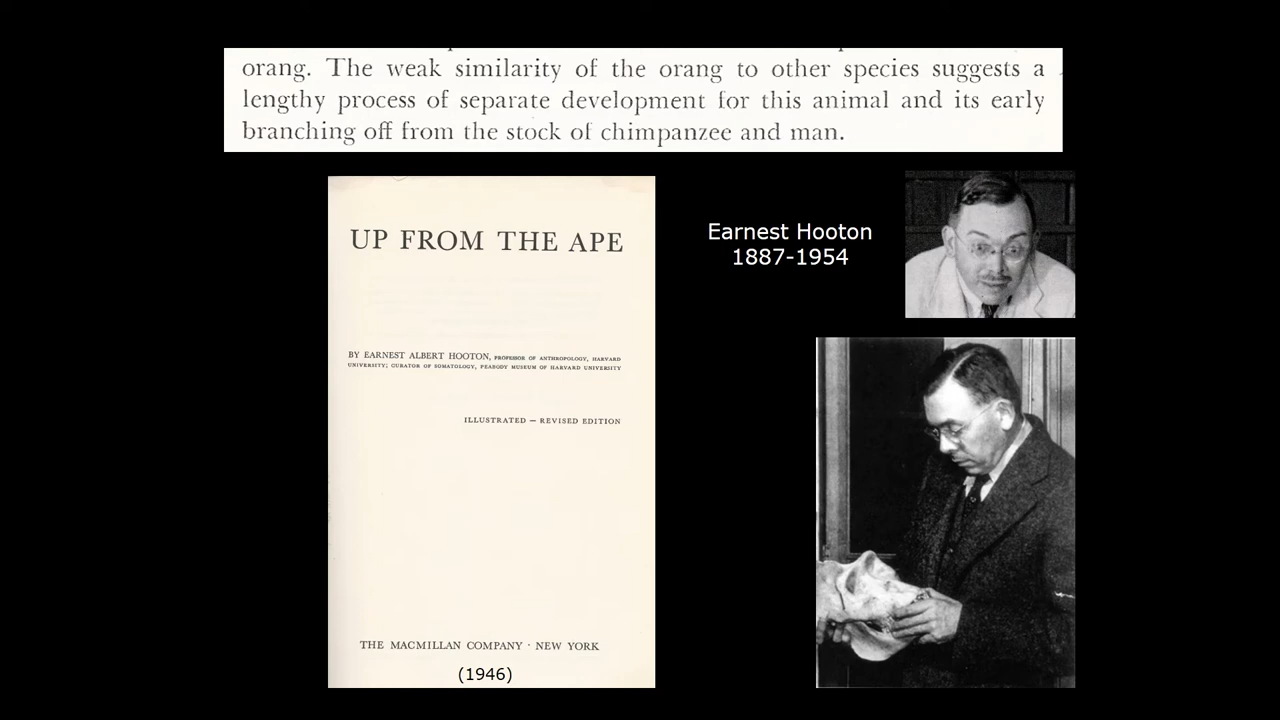 orang. The weak similarity of the orang to other species suggests a
lengthy process of separate development for this animal and its early
branching off from the stock of chimpanzee and man.
UP FROM THE APE
Earnest Hooton
1887-1954
BY EARNEST ALBERT HOOTON, PROFESSOR OF ANTHROPOLOGY, HARVARD
UNIVERSITY; CURATOR OF SOMATOLOGY, PEABODY MUSEUM OF HARVARD UNIVERSITY
ILLUSTRATED — REVISED EDITION
THE MACMILLAN COMPANY · NEW YORK
(1946)